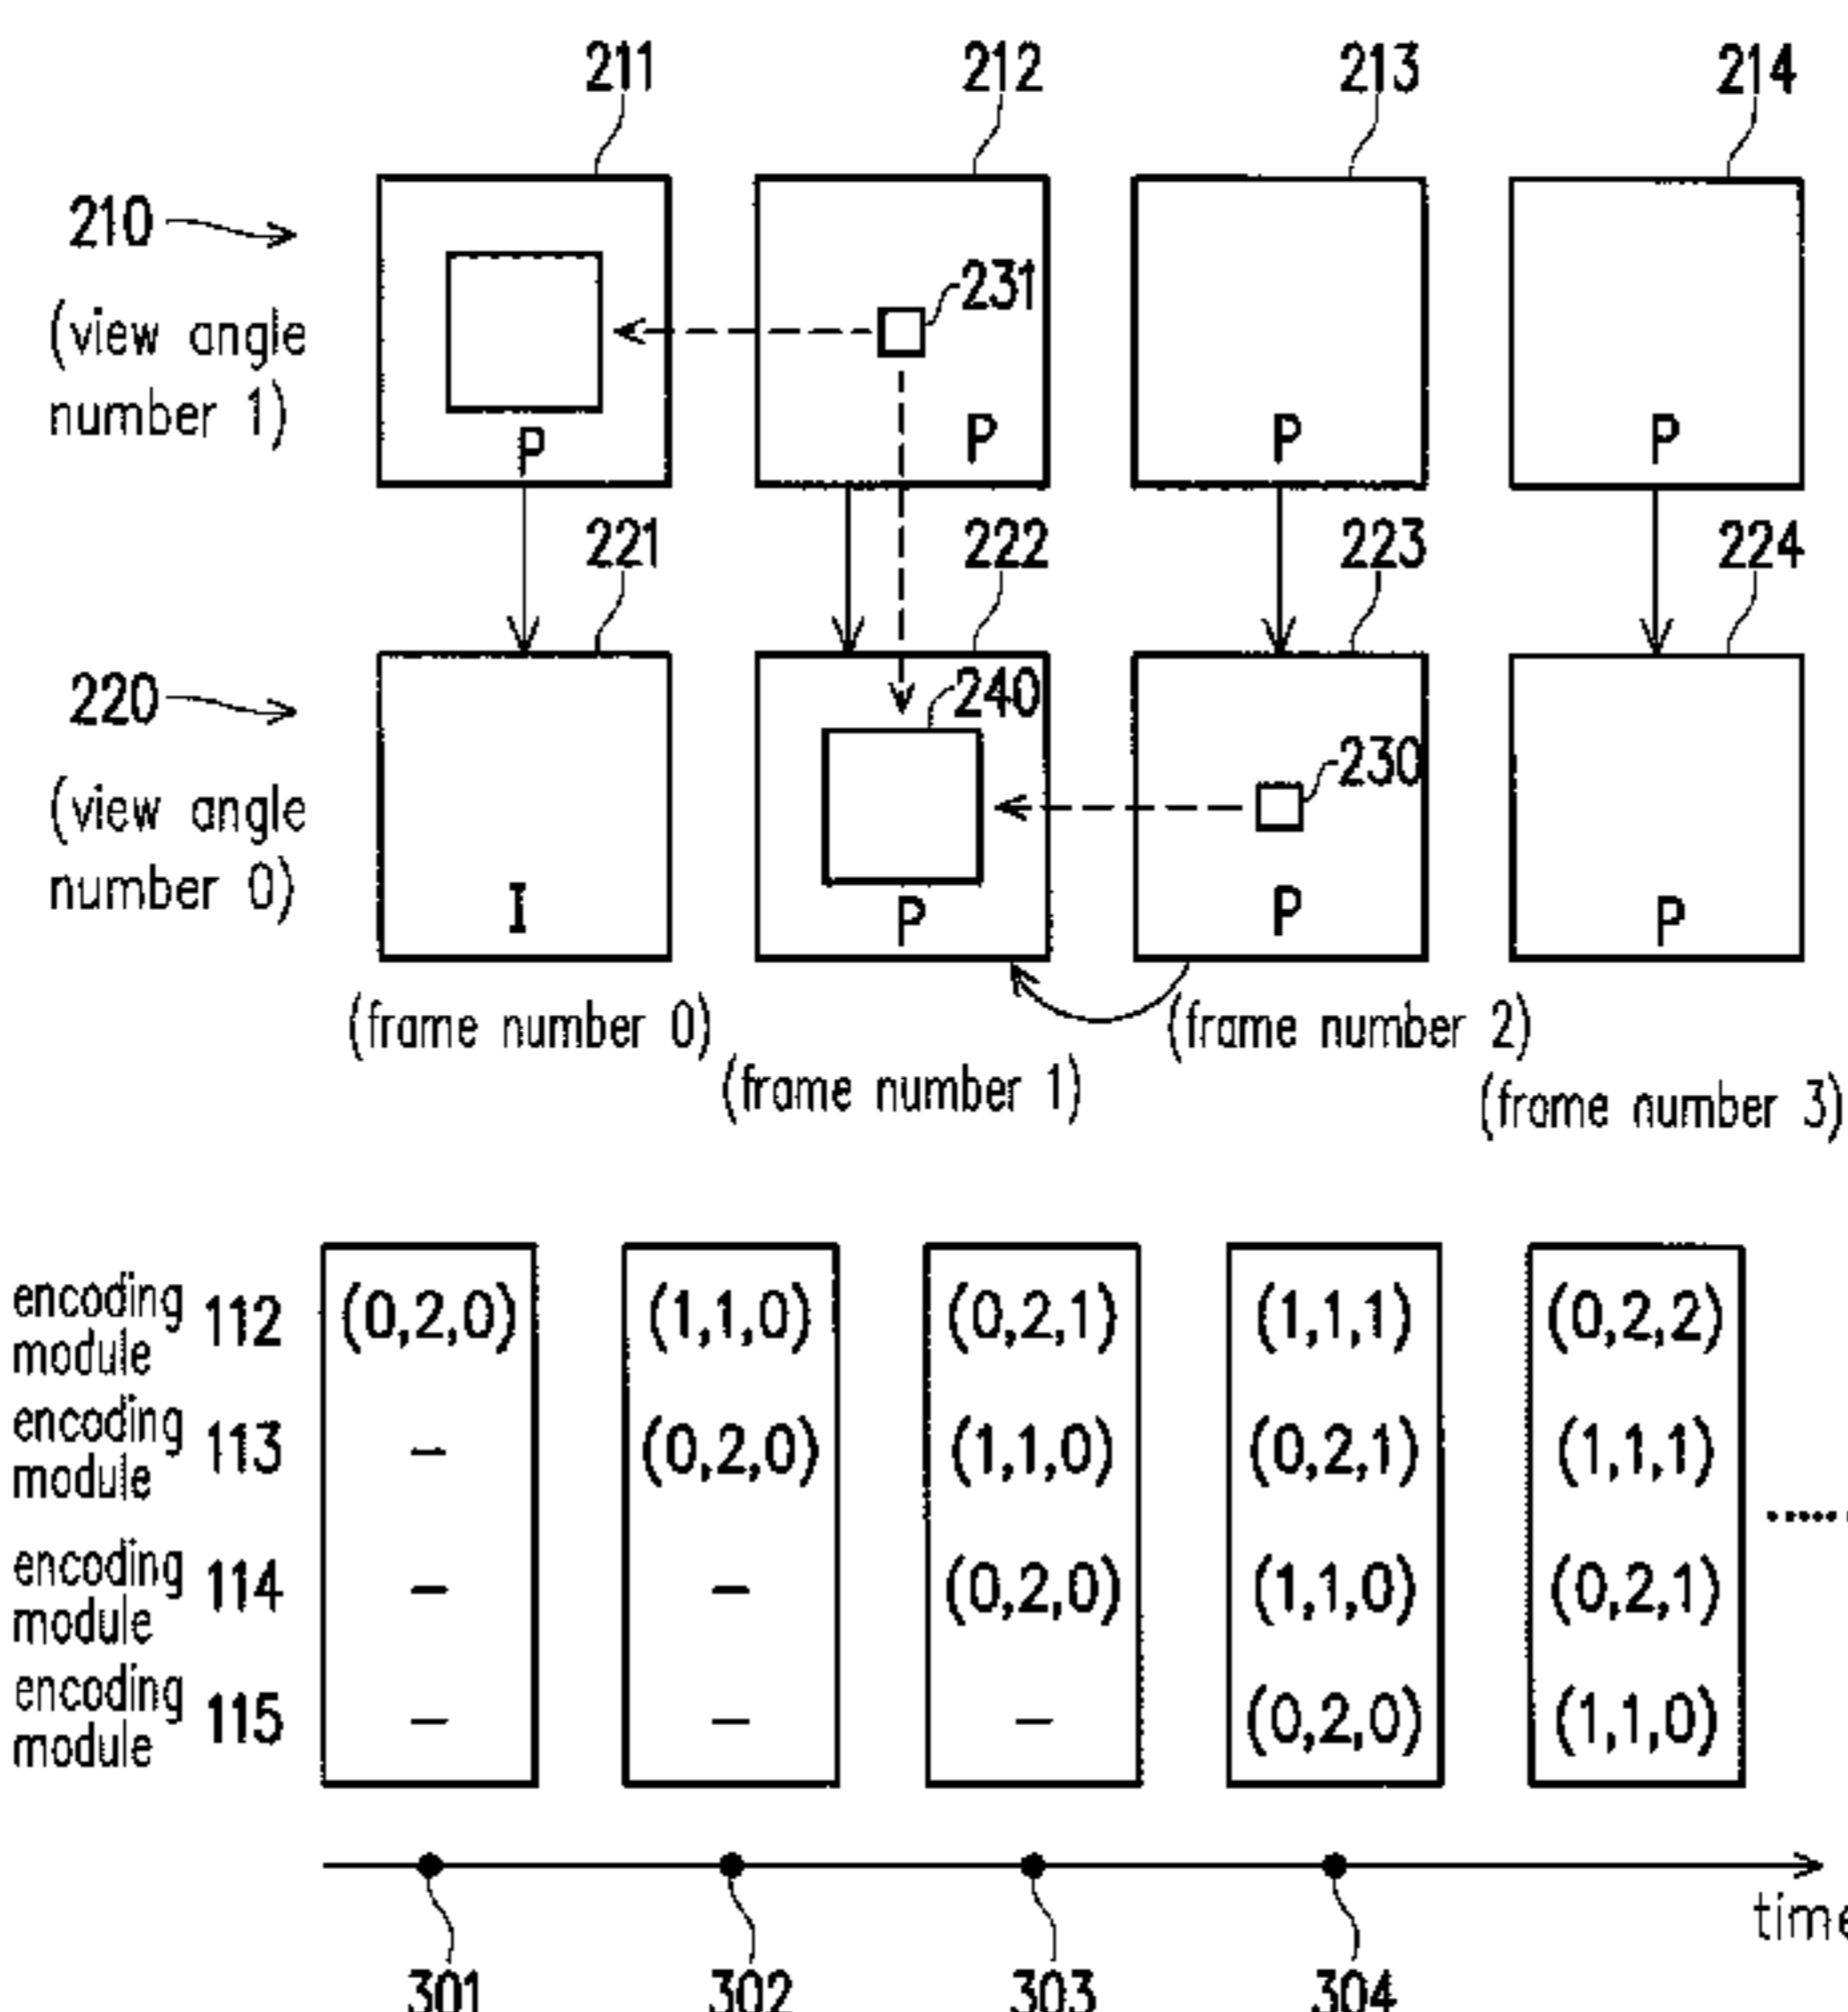 211 212 213 214
210
(view angle number 1)
231
P P P P
221 222 223 224
220
(view angle number 0)
240
230
I P P P
(frame number 0) (frame number 2)
(frame number 1) (frame number 3)
encoding module 112 (0,2,0) (1,1,0) (0,2,1) (1,1,1) (0,2,2)
encoding module 113 – (0,2,0) (1,1,0) (0,2,1) (1,1,1)
......
encoding module 114 – – (0,2,0) (1,1,0) (0,2,1)
encoding module 115 – – – (0,2,0) (1,1,0)
time
301 302 303 304